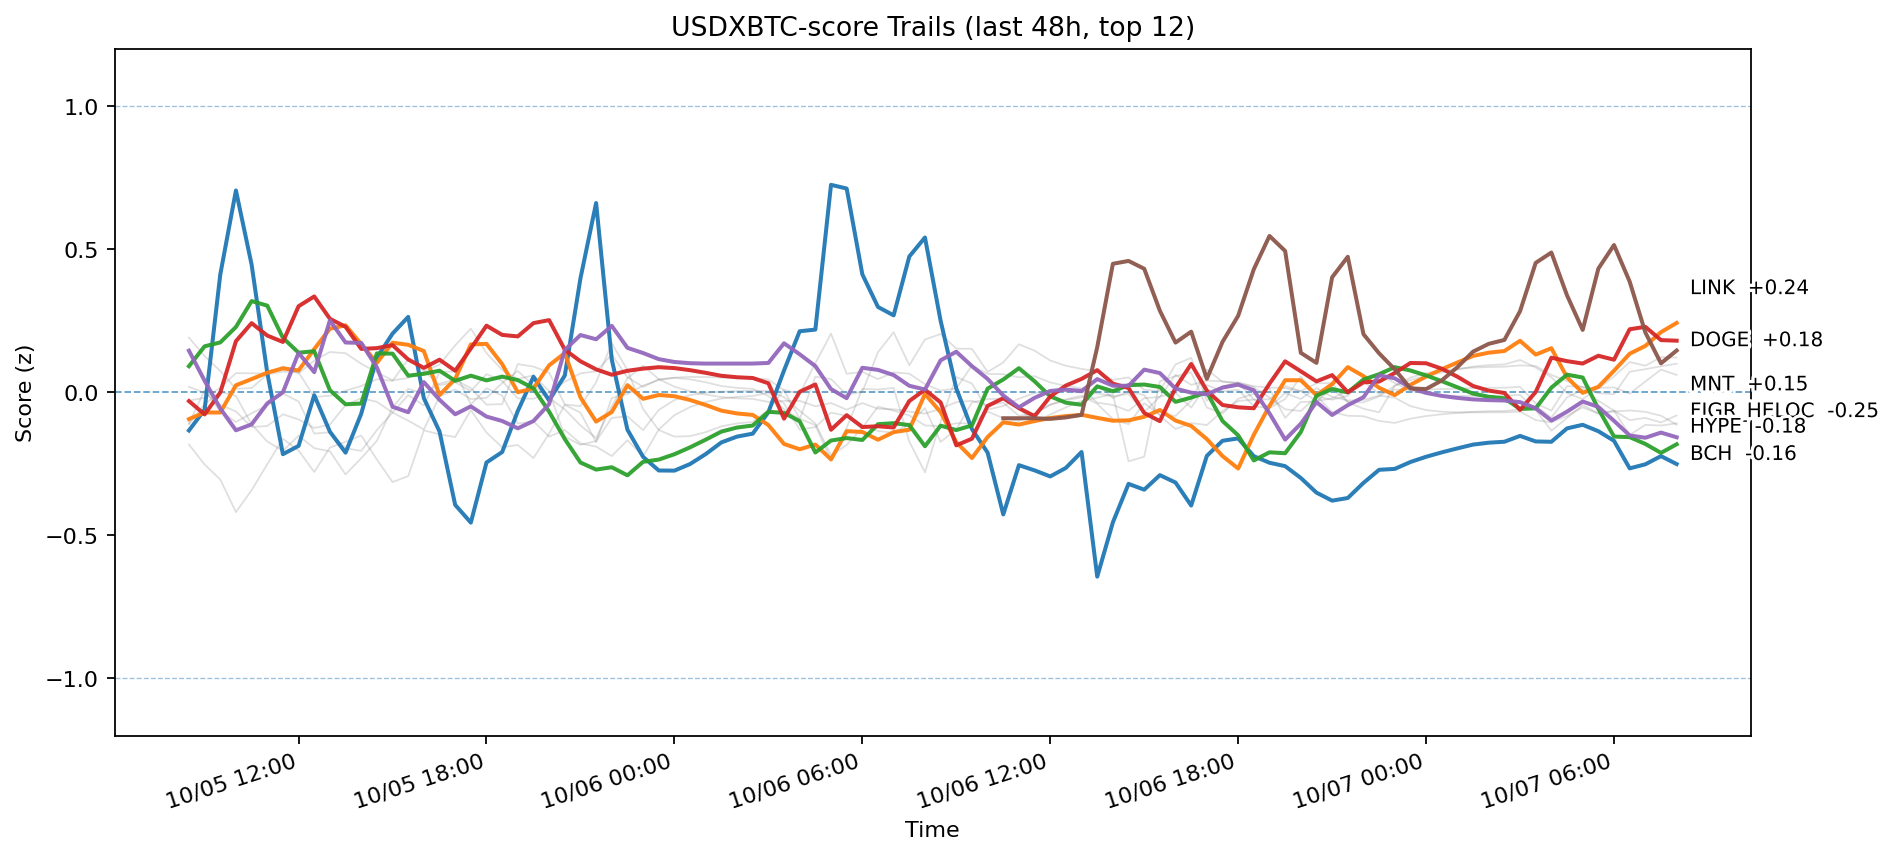 USDXBTC-score Trails (last 48h, top 12)
Score (z)
1.0
0.5
0.0
−0.5
−1.0
LINK +0.24
DOGE +0.18
MNT +0.15
FIGR_HELOC -0.25
HYPE -0.18
BCH -0.16
10/05 12:00
10/05 18:00
10/06 00:00
10/06 06:00
10/06 12:00
10/06 18:00
10/07 00:00
10/07 06:00
Time